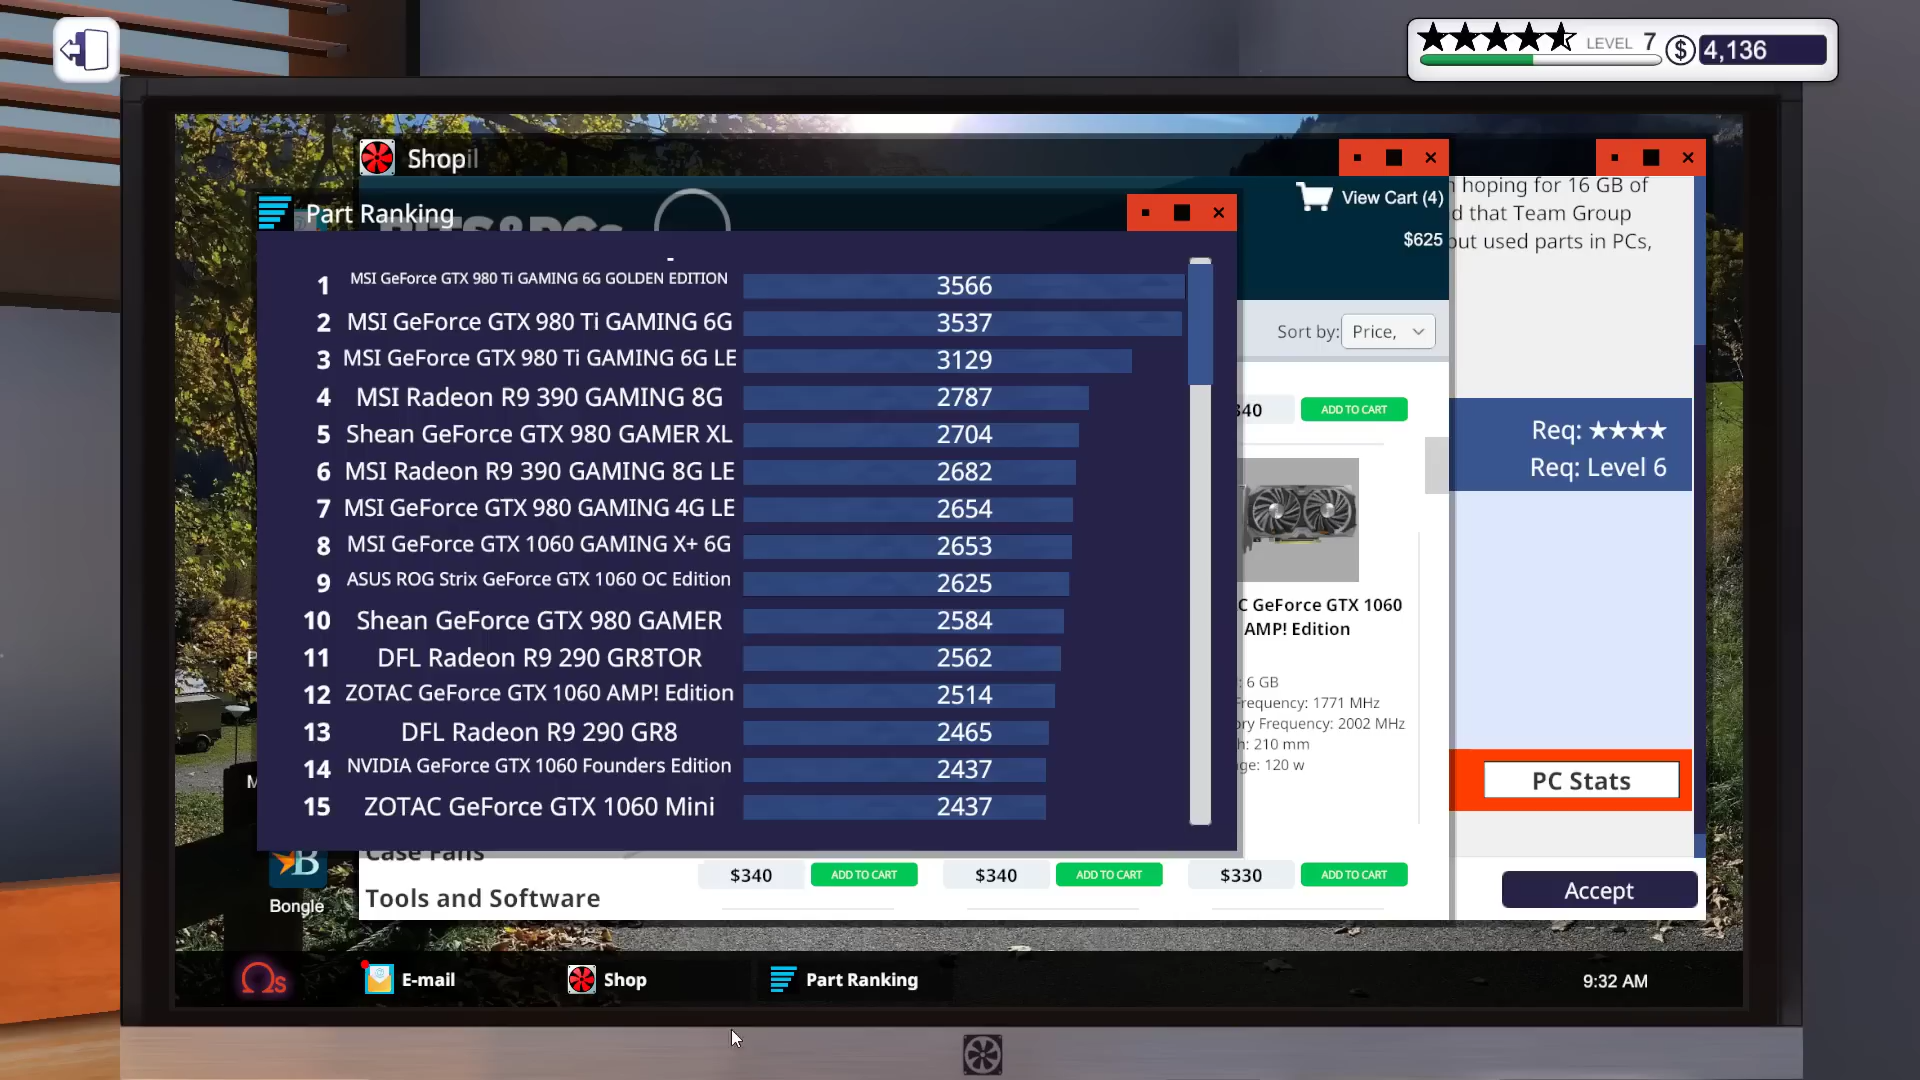 LEVEL 7 $ 4,136
Shop
View Cart (4)
$625
Part Ranking
hoping for 16 GB of
d that Team Group
out used parts in PCs,
1 MSI GeForce GTX 980 Ti GAMING 6G GOLDEN EDITION 3566
2 MSI GeForce GTX 980 Ti GAMING 6G 3537
3 MSI GeForce GTX 980 Ti GAMING 6G LE 3129
4 MSI Radeon R9 390 GAMING 8G 2787
5 Shean GeForce GTX 980 GAMER XL 2704
6 MSI Radeon R9 390 GAMING 8G LE 2682
7 MSI GeForce GTX 980 GAMING 4G LE 2654
8 MSI GeForce GTX 1060 GAMING X+ 6G 2653
9 ASUS ROG Strix GeForce GTX 1060 OC Edition 2625
10 Shean GeForce GTX 980 GAMER 2584
11 DFL Radeon R9 290 GR8TOR 2562
12 ZOTAC GeForce GTX 1060 AMP! Edition 2514
13 DFL Radeon R9 290 GR8 2465
14 NVIDIA GeForce GTX 1060 Founders Edition 2437
15 ZOTAC GeForce GTX 1060 Mini 2437
Sort by: Price,
340 ADD TO CART
C GeForce GTX 1060
AMP! Edition
: 6 GB
Frequency: 1771 MHz
ory Frequency: 2002 MHz
h: 210 mm
ge: 120 w
Req: ★★★★
Req: Level 6
PC Stats
Accept
Case Fans
Tools and Software
$340 ADD TO CART $340 ADD TO CART $330 ADD TO CART
Bongle
Ωs E-mail Shop Part Ranking 9:32 AM